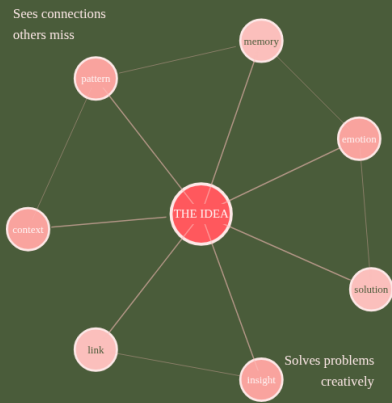 Sees connections
others miss
memory
pattern
emotion
THE IDEA
context
solution
link
insight
Solves problems
creatively